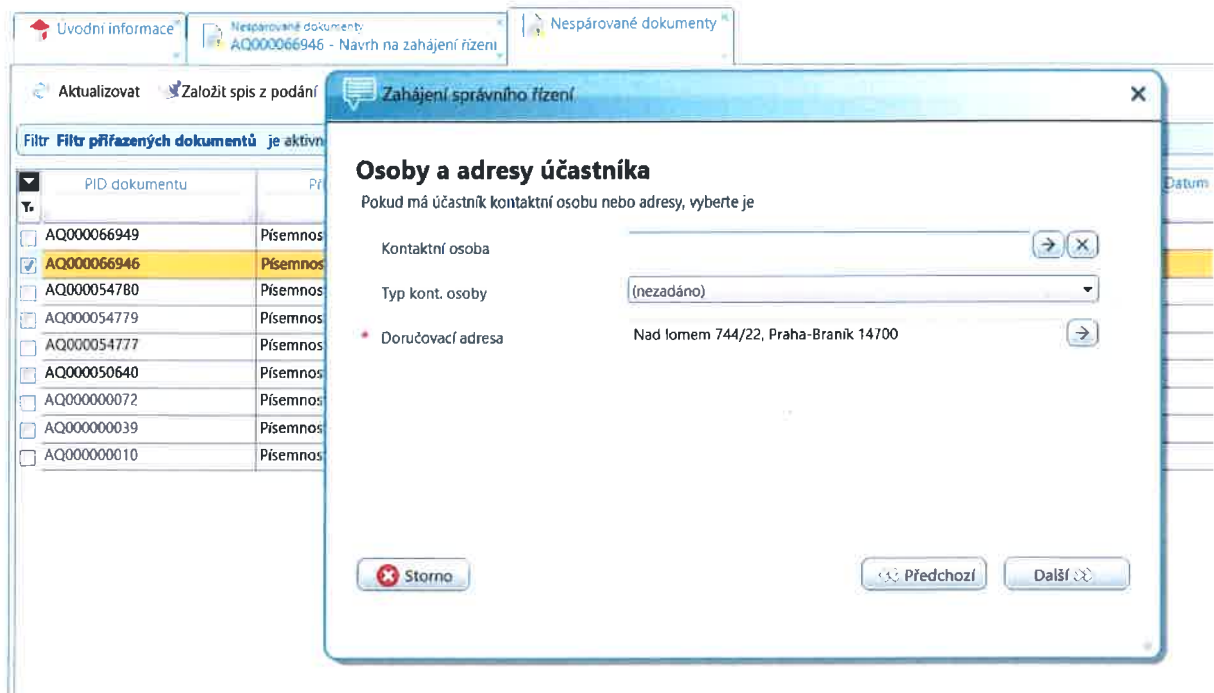 Úvodní informace
Nespárované dokumenty
AQ000066946 - Navrh na zahájení řízení
Nespárované dokumenty
Aktualizovat
Založit spis z podání
Zahájení správního řízení
Filtr Filtr přiřazených dokumentů je aktivn
Osoby a adresy účastníka
Pokud má účastník kontaktní osobu nebo adresy, vyberte je
PID dokumentu
Př
Datum
Kontaktní osoba
Typ kont. osoby
(nezadáno)
* Doručovací adresa
Nad lomem 744/22, Praha-Braník 14700
AQ000066949 Písemnos
AQ000066946 Písemnos
AQ000054780 Písemnos
AQ000054779 Písemnos
AQ000054777 Písemnos
AQ000050640 Písemnos
AQ000000072 Písemnos
AQ000000039 Písemnos
AQ000000010 Písemnos
Storno
Předchozí
Další